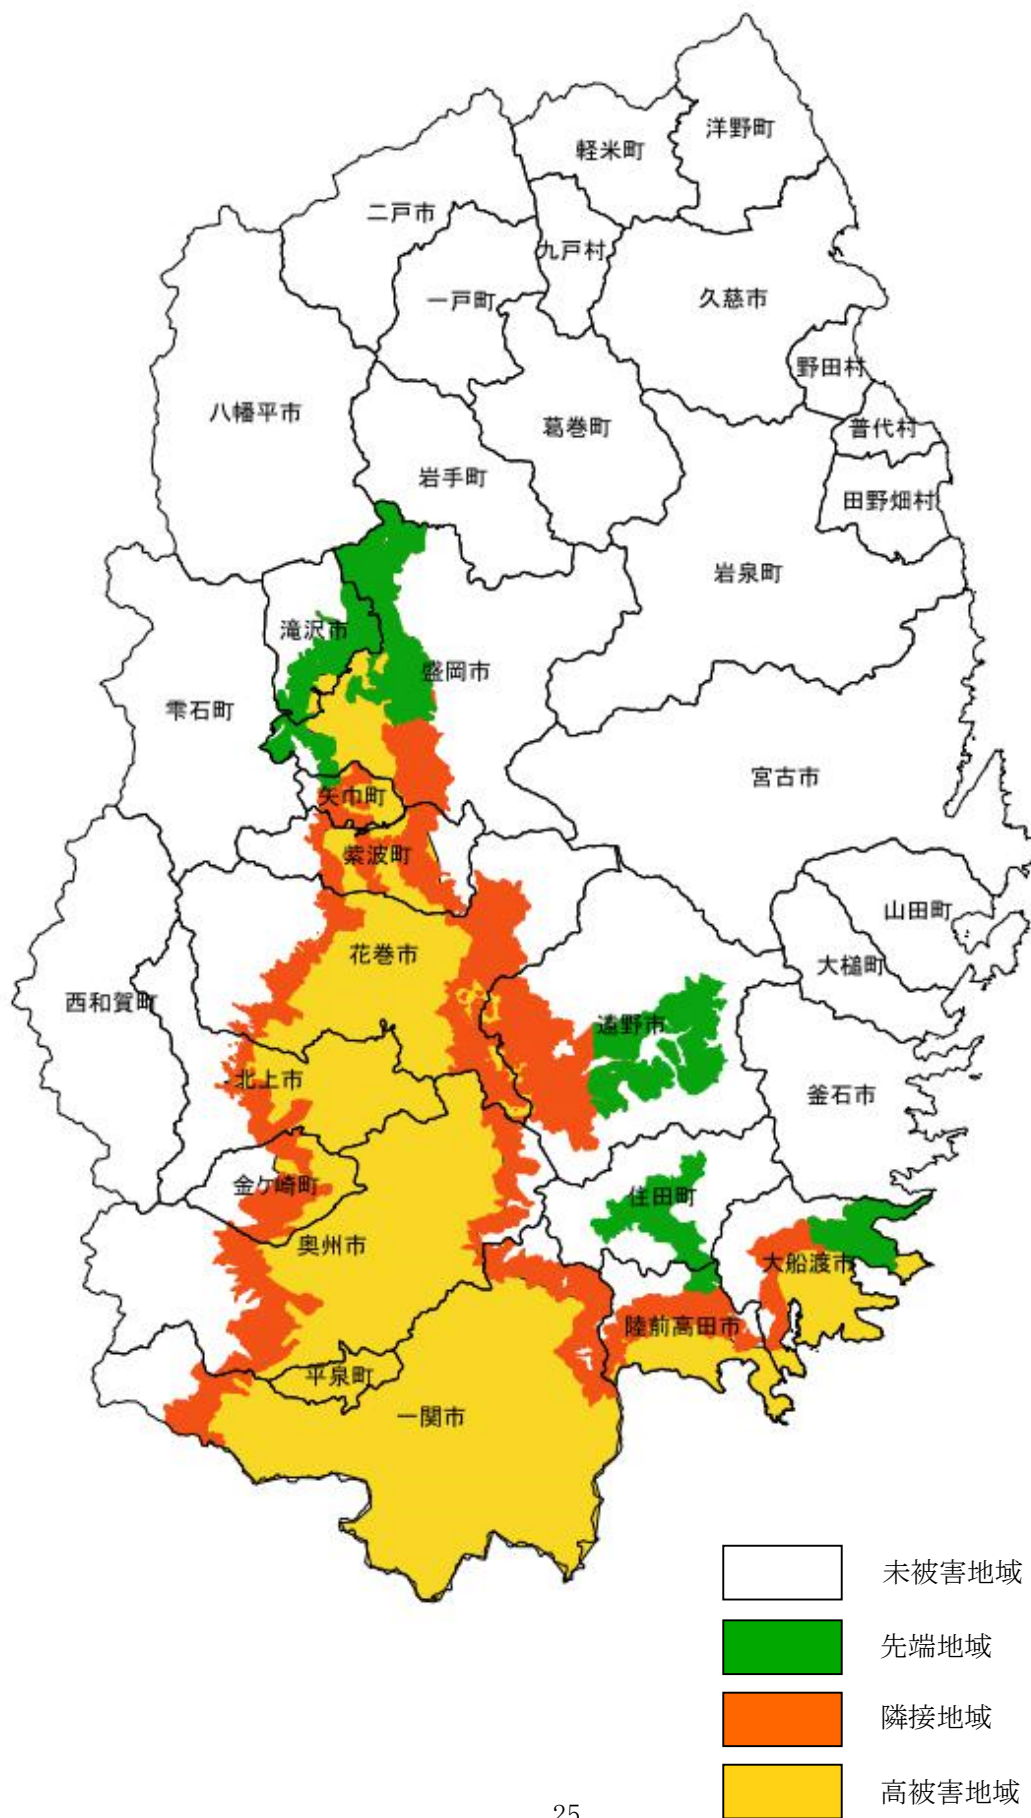 洋野町
軽米町
二戸市
九戸村
一戸町
久慈市
野田村
八幡平市
葛巻町
普代村
岩手町
田野畑村
岩泉町
滝沢市
盛岡市
雫石町
宮古市
矢巾町
紫波町
山田町
花巻市
大槌町
西和賀町
遠野市
北上市
釜石市
金ケ崎町
住田町
奥州市
大船渡市
陸前高田市
平泉町
一関市
未被害地域
先端地域
隣接地域
高被害地域
25